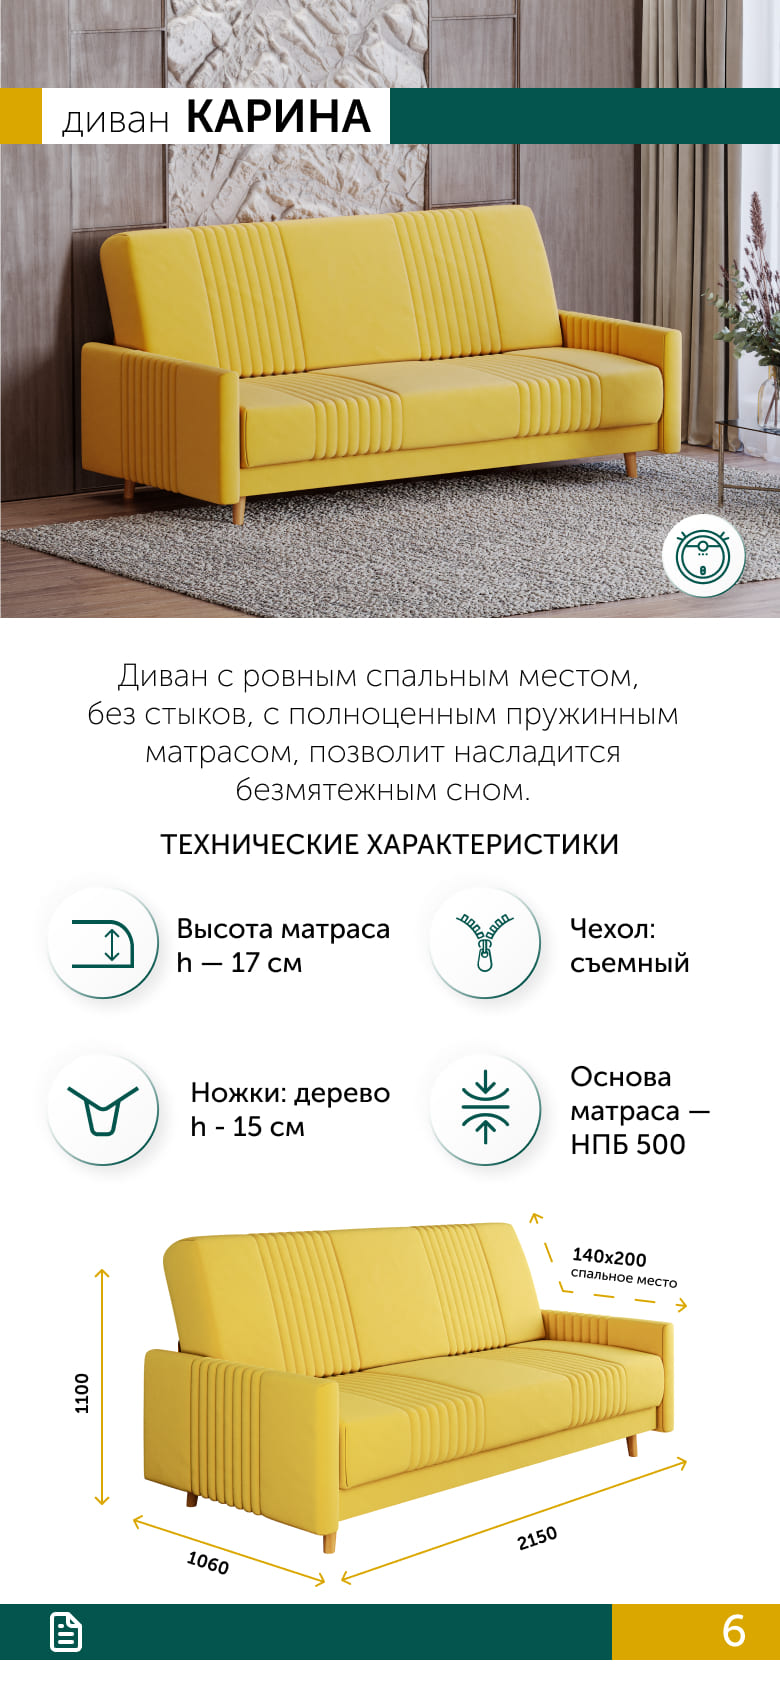 диван КАРИНА
Диван с ровным спальным местом,
без стыков, с полноценным пружинным
матрасом, позволит насладится
безмятежным сном.
ТЕХНИЧЕСКИЕ ХАРАКТЕРИСТИКИ
Высота матраса
h — 17 см
Чехол:
съемный
Ножки: дерево
h - 15 см
Основа
матраса —
НПБ 500
140x200
спальное место
1100
1060
2150
6